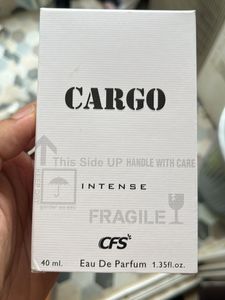 CARGO
This Side UP HANDLE WITH CARE
INTENSE
FRAGILE
CFS
40 ml. Eau De Parfum 1.35fl.oz.